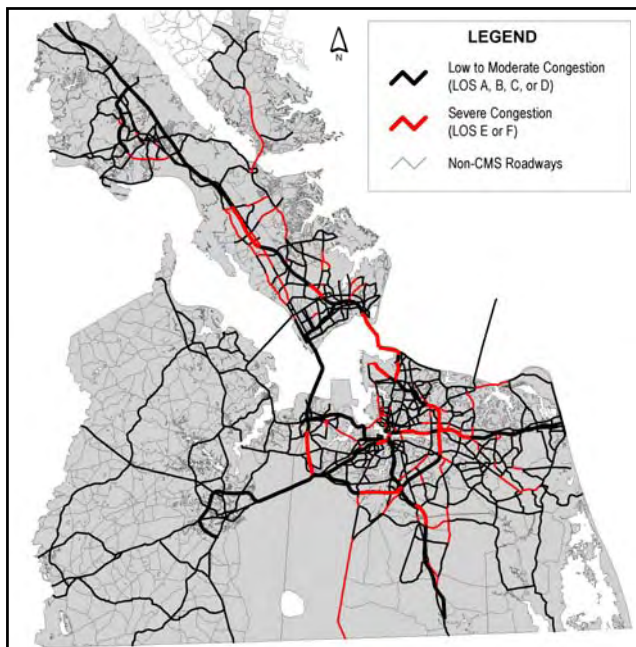 N
LEGEND
Low to Moderate Congestion
(LOS A, B, C, or D)
Severe Congestion
(LOS E or F)
Non-CMS Roadways